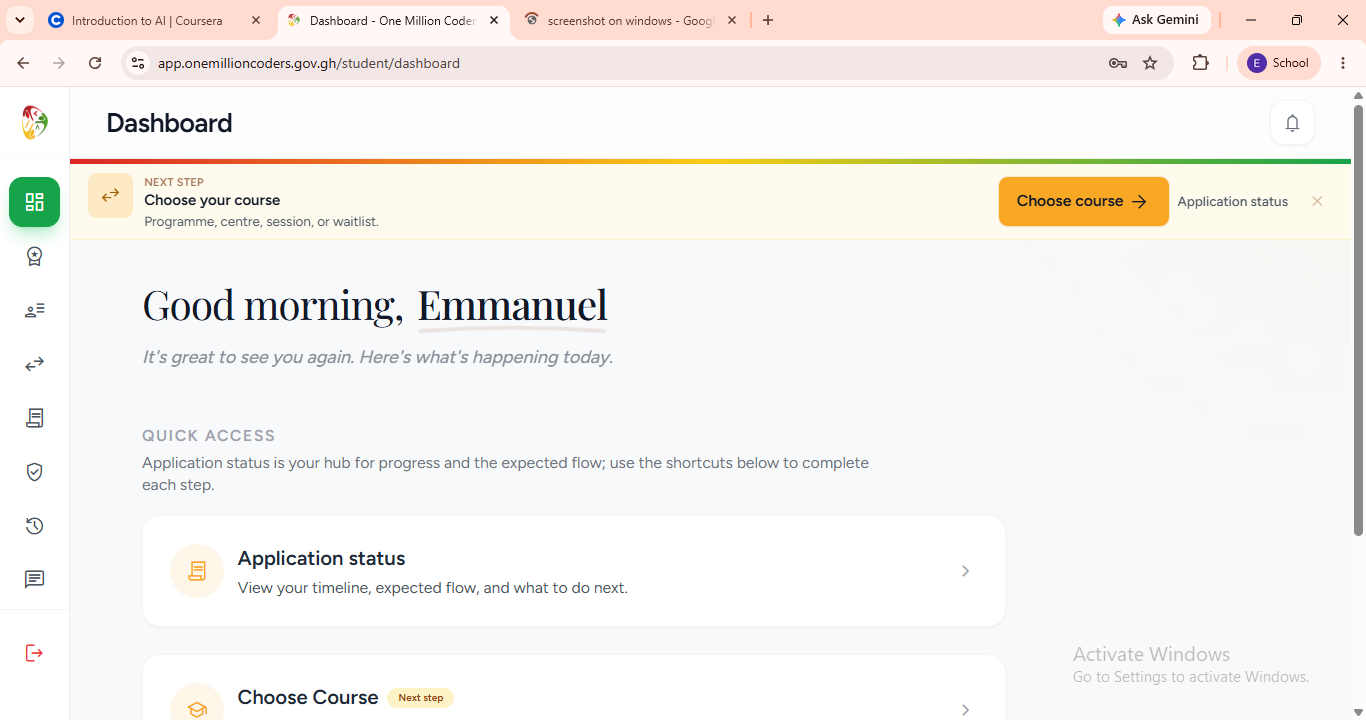 Introduction to AI | Coursera
Dashboard - One Million Coder
screenshot on windows - Goog
Ask Gemini
app.onemillioncoders.gov.gh/student/dashboard
E
School
Dashboard
NEXT STEP
Choose your course
Programme, centre, session, or waitlist.
Choose course →
Application status
Good morning, Emmanuel
It's great to see you again. Here's what's happening today.
QUICK ACCESS
Application status is your hub for progress and the expected flow; use the shortcuts below to complete
each step.
Application status
View your timeline, expected flow, and what to do next.
Choose Course
Next step
Activate Windows
Go to Settings to activate Windows.